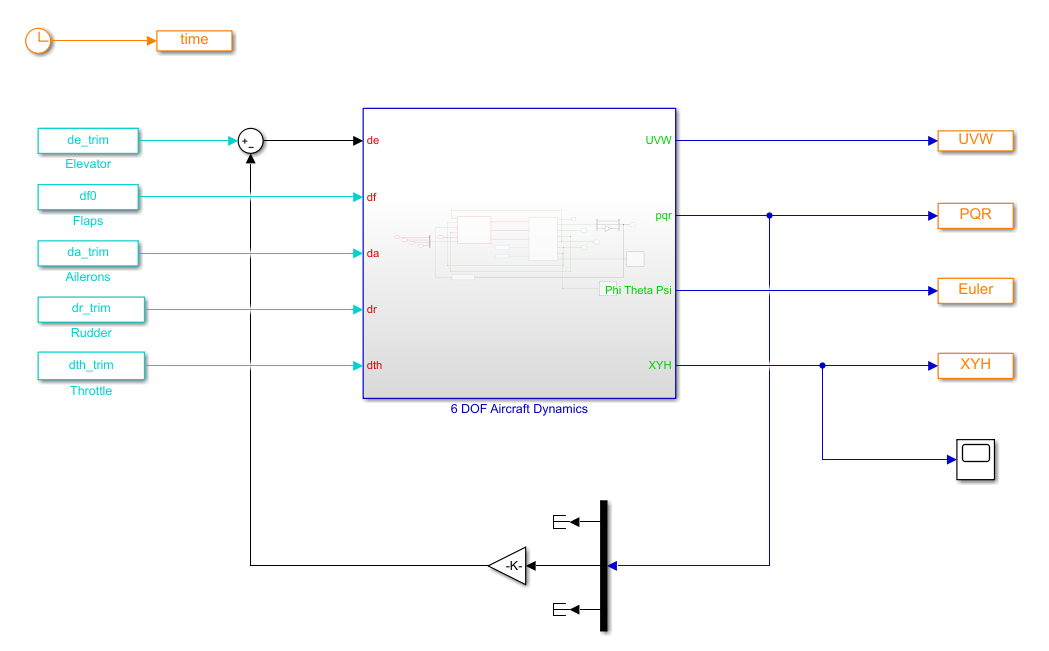 time
de_trim
Elevator
df0
Flaps
da_trim
Ailerons
dr_trim
Rudder
dth_trim
Throttle
+
_
de
df
da
dr
dth
UVW
pqr
Phi Theta Psi
XYH
6 DOF Aircraft Dynamics
UVW
PQR
Euler
XYH
-K-